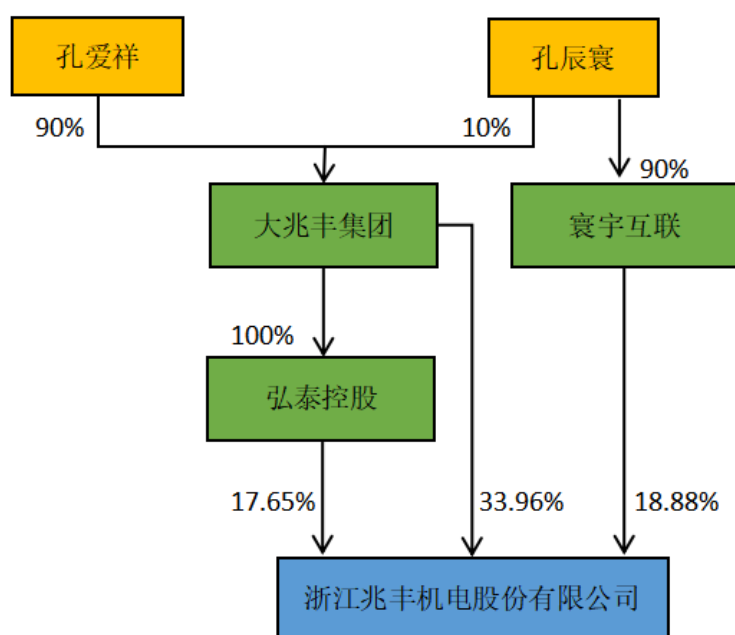 孔爱祥
孔辰寰
90%
10%
90%
大兆丰集团
寰宇互联
100%
弘泰控股
17.65%
33.96%
18.88%
浙江兆丰机电股份有限公司